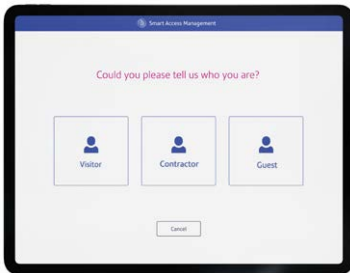 Smart Access Management
Could you please tell us who you are?
Visitor
Contractor
Guest
Cancel